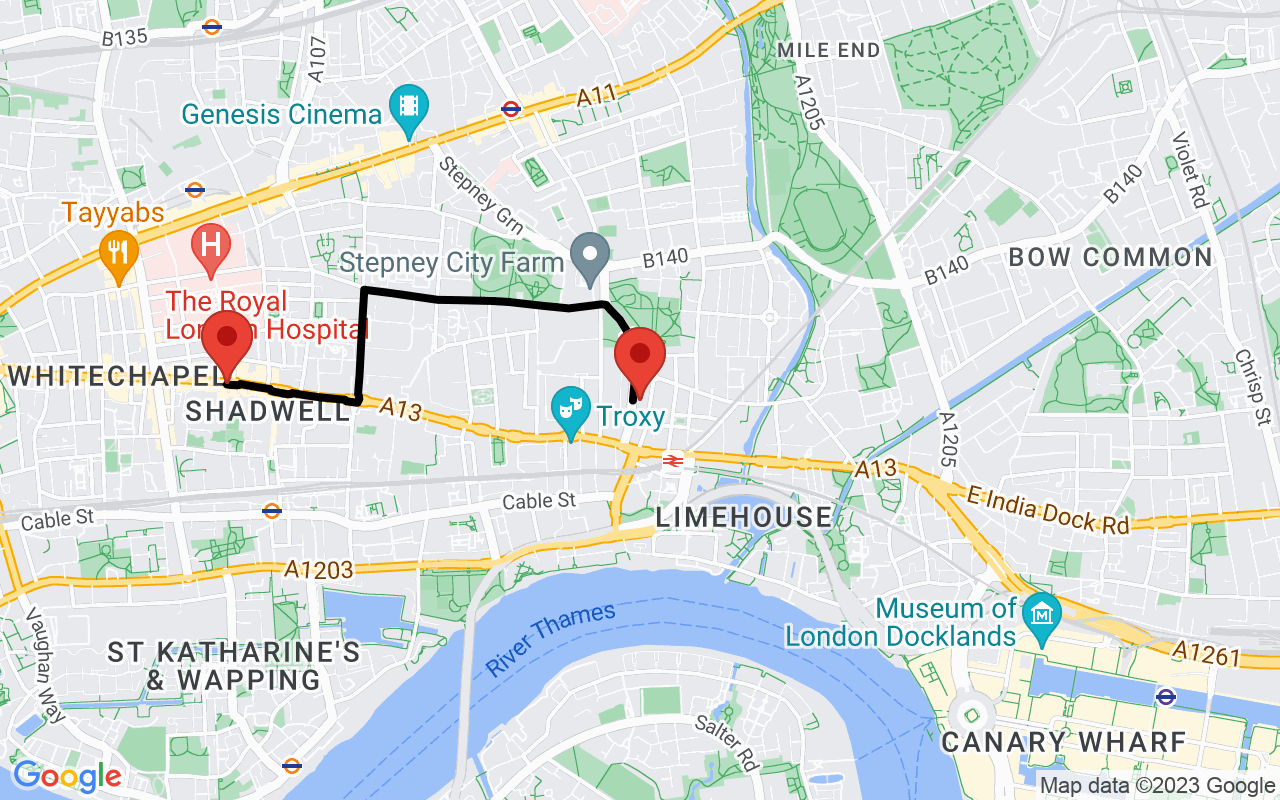 B135
A107
MILE END
A11
A1205
Genesis Cinema
Stepney Grn
Violet Rd
B140
Tayyabs
H
Stepney City Farm
B140
B140
BOW COMMON
The Royal
London Hospital
WHITECHAPEL
SHADWELL
A13
Troxy
Chrisp St
A1205
A13
Cable St
Cable St
LIMEHOUSE
E India Dock Rd
A1203
Vaughan Way
River Thames
Museum of
London Docklands
A1261
ST KATHARINE'S
& WAPPING
Salter Rd
CANARY WHARF
Google
Map data ©2023 Google